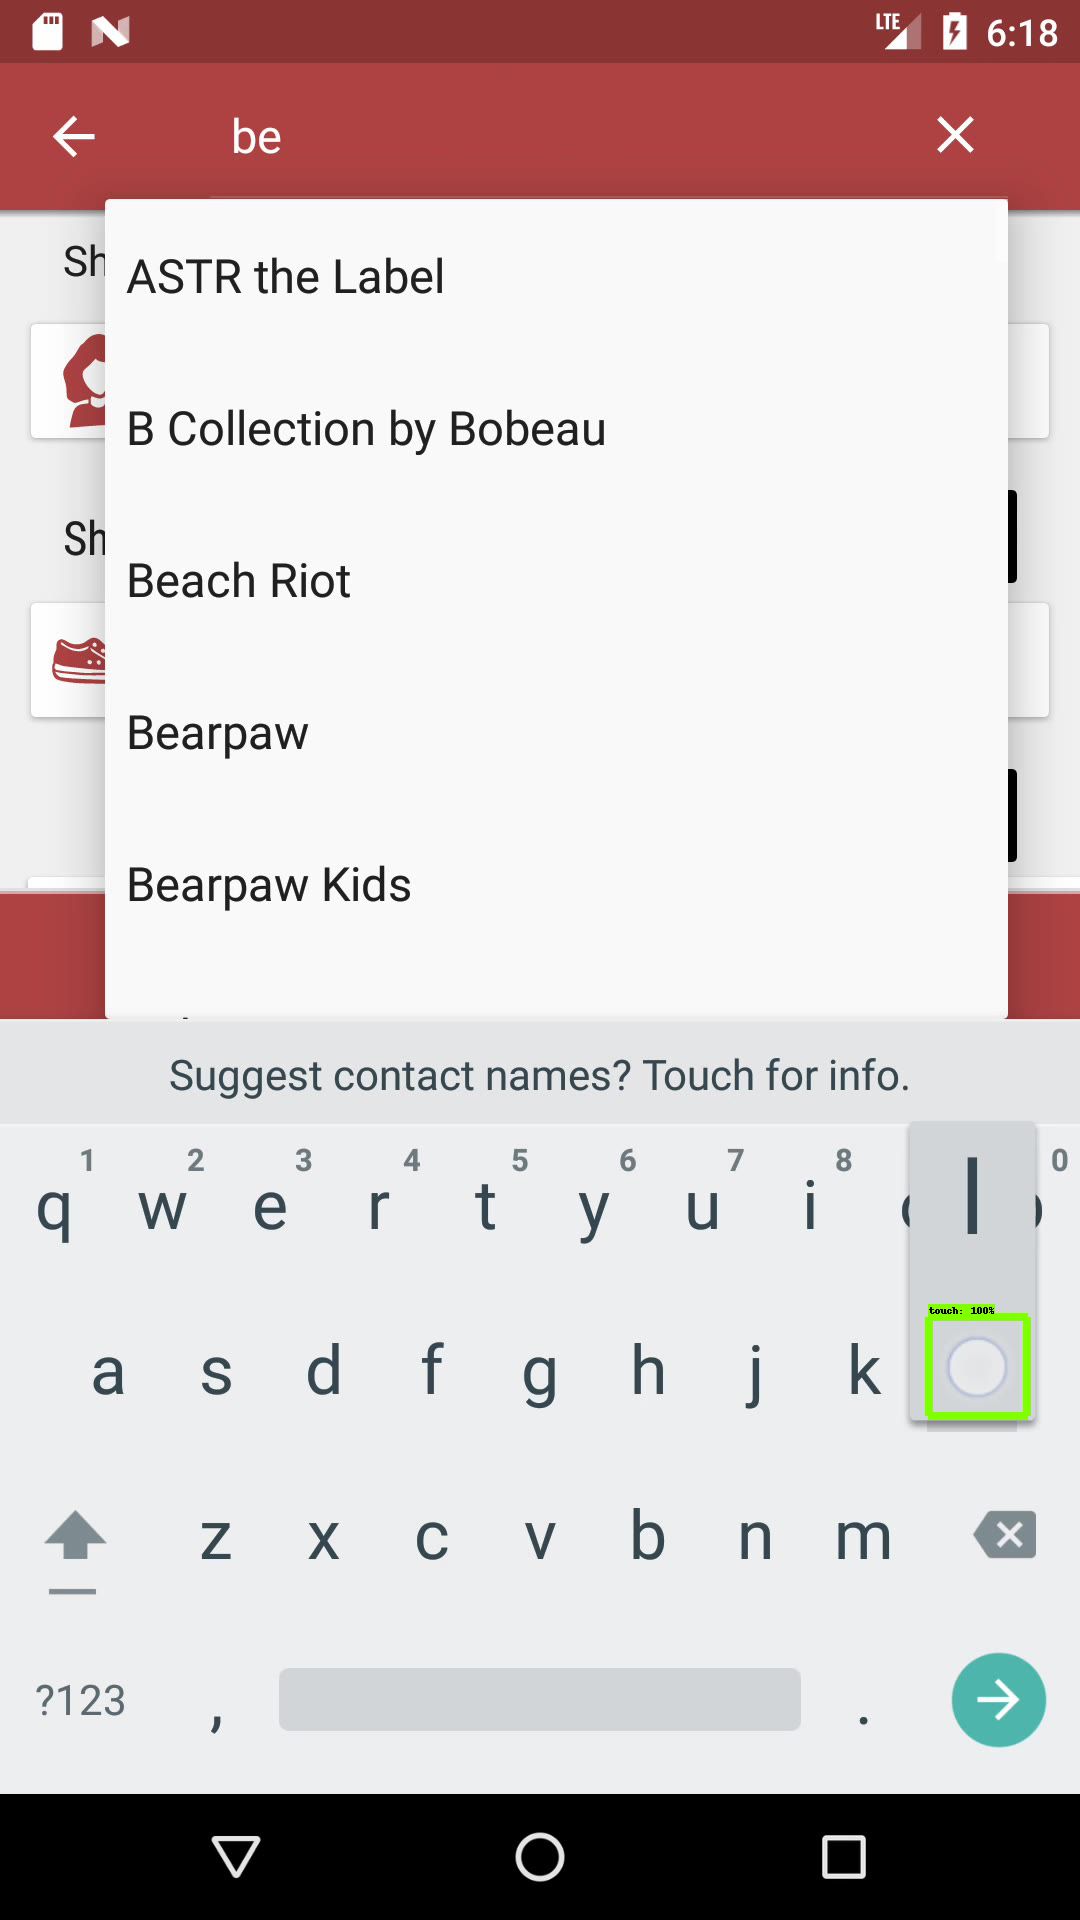 LTE 6:18
be
Sh
ASTR the Label
B Collection by Bobeau
Beach Riot
Sh
Bearpaw
Bearpaw Kids
Suggest contact names? Touch for info.
1 2 3 4 5 6 7 8 0
q w e r t y u i l
touch: 100%
a s d f g h j k
z x c v b n m
?123 , .